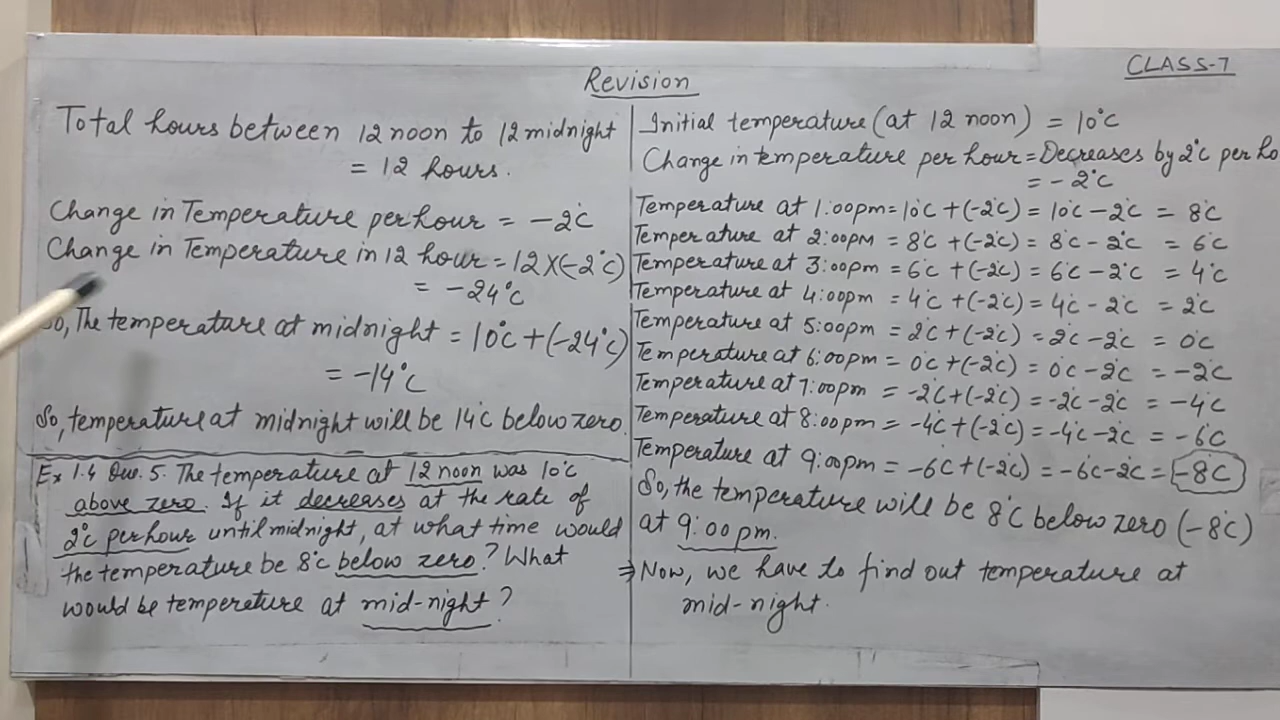 CLASS-7
Revision
Total hours between 12 noon to 12 midnight
= 12 hours.
Change in Temperature per hour = -2°C
Change in Temperature in 12 hour = 12 X (-2°C)
= -24°C
So, The temperature at midnight = 10°C + (-24°C)
= -14°C
So, temperature at midnight will be 14°C below zero.
Ex 1.4 Que. 5. The temperature at 12 noon was 10°C
above zero. If it decreases at the rate of
2°C per hour until midnight, at what time would
the temperature be 8°C below zero? What
would be temperature at mid-night?
Initial temperature (at 12 noon) = 10°C
Change in temperature per hour = Decreases by 2°C per ho
= -2°C
Temperature at 1:00pm = 10°C + (-2°C) = 10°C - 2°C = 8°C
Temperature at 2:00pm = 8°C + (-2°C) = 8°C - 2°C = 6°C
Temperature at 3:00pm = 6°C + (-2°C) = 6°C - 2°C = 4°C
Temperature at 4:00pm = 4°C + (-2°C) = 4°C - 2°C = 2°C
Temperature at 5:00pm = 2°C + (-2°C) = 2°C - 2°C = 0°C
Temperature at 6:00pm = 0°C + (-2°C) = 0°C - 2°C = -2°C
Temperature at 7:00pm = -2°C + (-2°C) = -2°C - 2°C = -4°C
Temperature at 8:00pm = -4°C + (-2°C) = -4°C - 2°C = -6°C
Temperature at 9:00pm = -6°C + (-2°C) = -6°C - 2°C = -8°C
So, the temperature will be 8°C below zero (-8°C)
at 9:00 pm.
⇒ Now, we have to find out temperature at
mid-night.